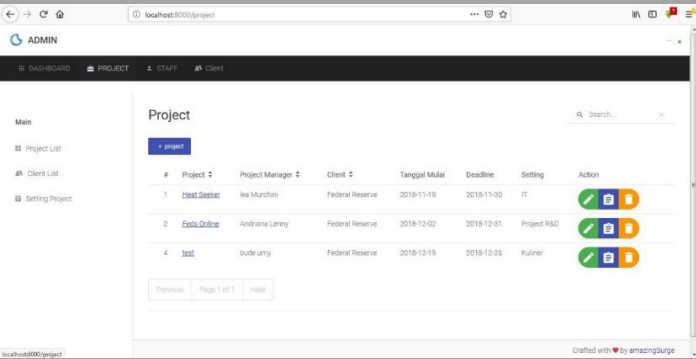 localhost:8000/project
ADMIN
DASHBOARD PROJECT STAFF Client
Main
Project List
Client List
Setting Project
Project
Search...
+ project
# Project Project Manager Client Tanggal Mulai Deadline Setting Action
1 Heat Seeker lea Murchini Federal Reserve 2018-11-19 2018-11-30 IT
2 Feds Online Andriana Lenny Federal Reserve 2018-12-02 2018-12-31 Project R&D
4 test bude umy Federal Reserve 2018-12-19 2018-12-26 Kuliner
Previous Page 1 of 1 Next
Crafted with ❤ by amazingSurge
localhost:8000/project